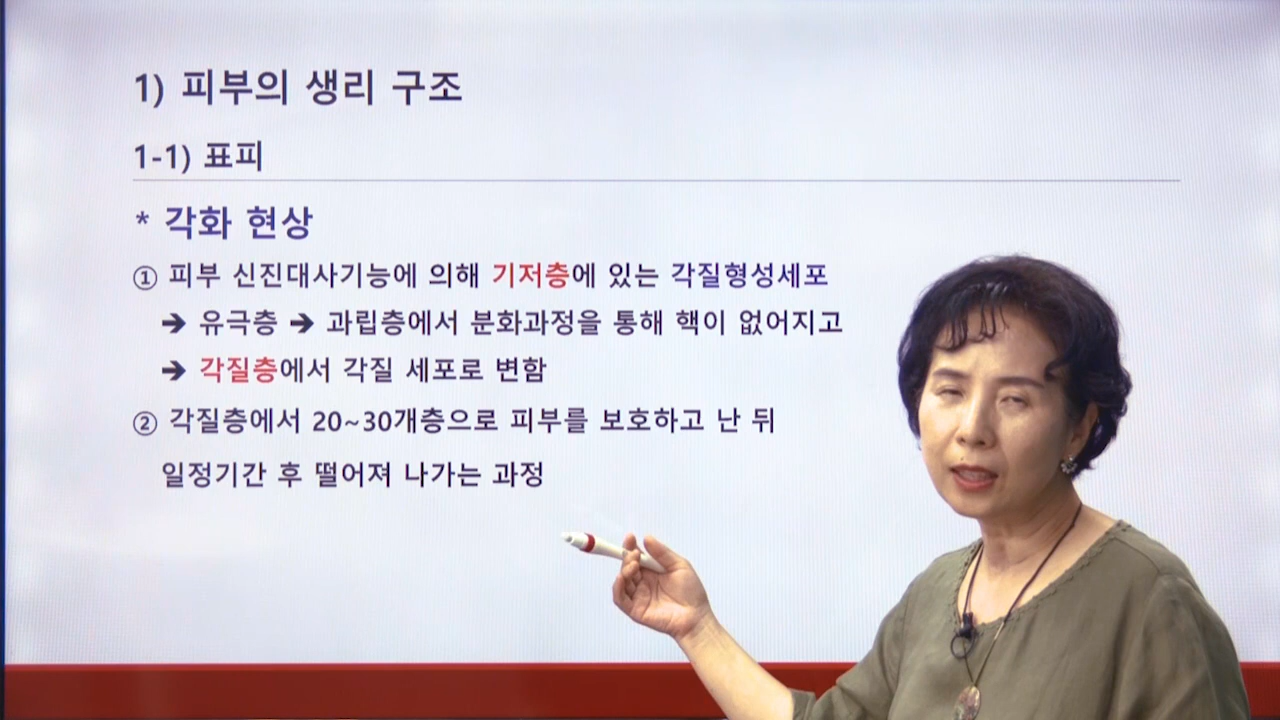 1) 피부의 생리 구조
1-1) 표피
* 각화 현상
① 피부 신진대사기능에 의해 기저층에 있는 각질형성세포
➔ 유극층 ➔ 과립층에서 분화과정을 통해 핵이 없어지고
➔ 각질층에서 각질 세포로 변함
② 각질층에서 20~30개층으로 피부를 보호하고 난 뒤
일정기간 후 떨어져 나가는 과정